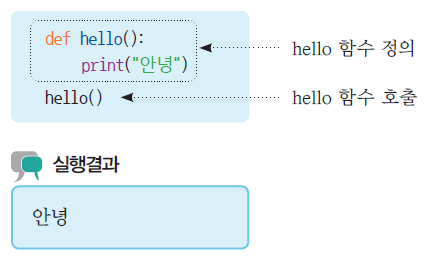 def hello():
print("안녕")
hello 함수 정의
hello()
hello 함수 호출
실행결과
안녕